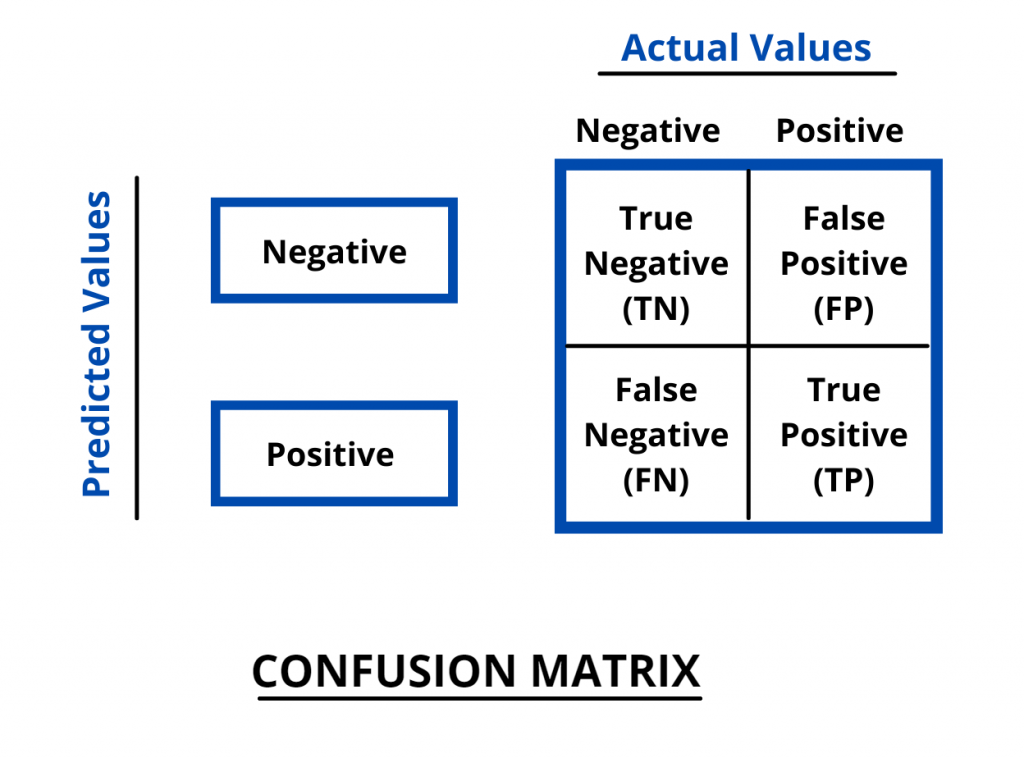 Actual Values
Negative Positive
Predicted Values
Negative
Positive
True
Negative
(TN)
False
Positive
(FP)
False
Negative
(FN)
True
Positive
(TP)
CONFUSION MATRIX